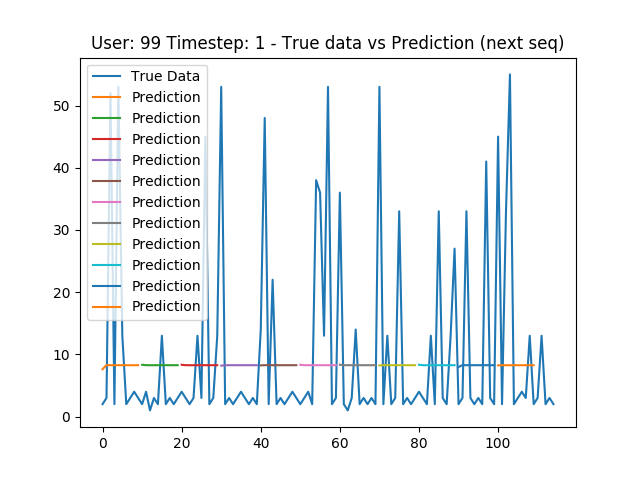 User: 99 Timestep: 1 - True data vs Prediction (next seq)
True Data
Prediction
Prediction
Prediction
Prediction
Prediction
Prediction
Prediction
Prediction
Prediction
Prediction
Prediction
50
40
30
20
10
0
0 20 40 60 80 100